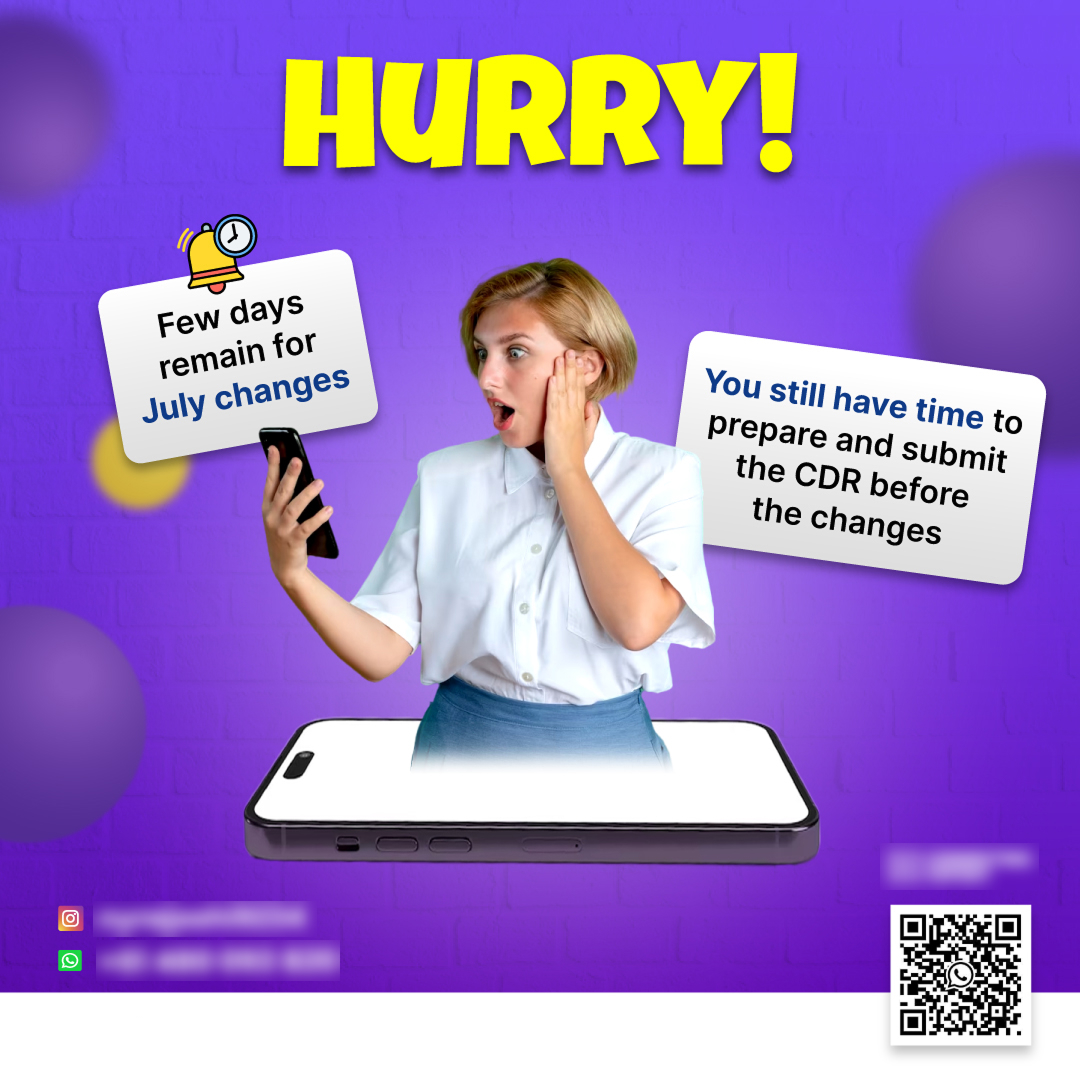 HURRY!
Few days
remain for
July changes
You still have time to
prepare and submit
the CDR before
the changes